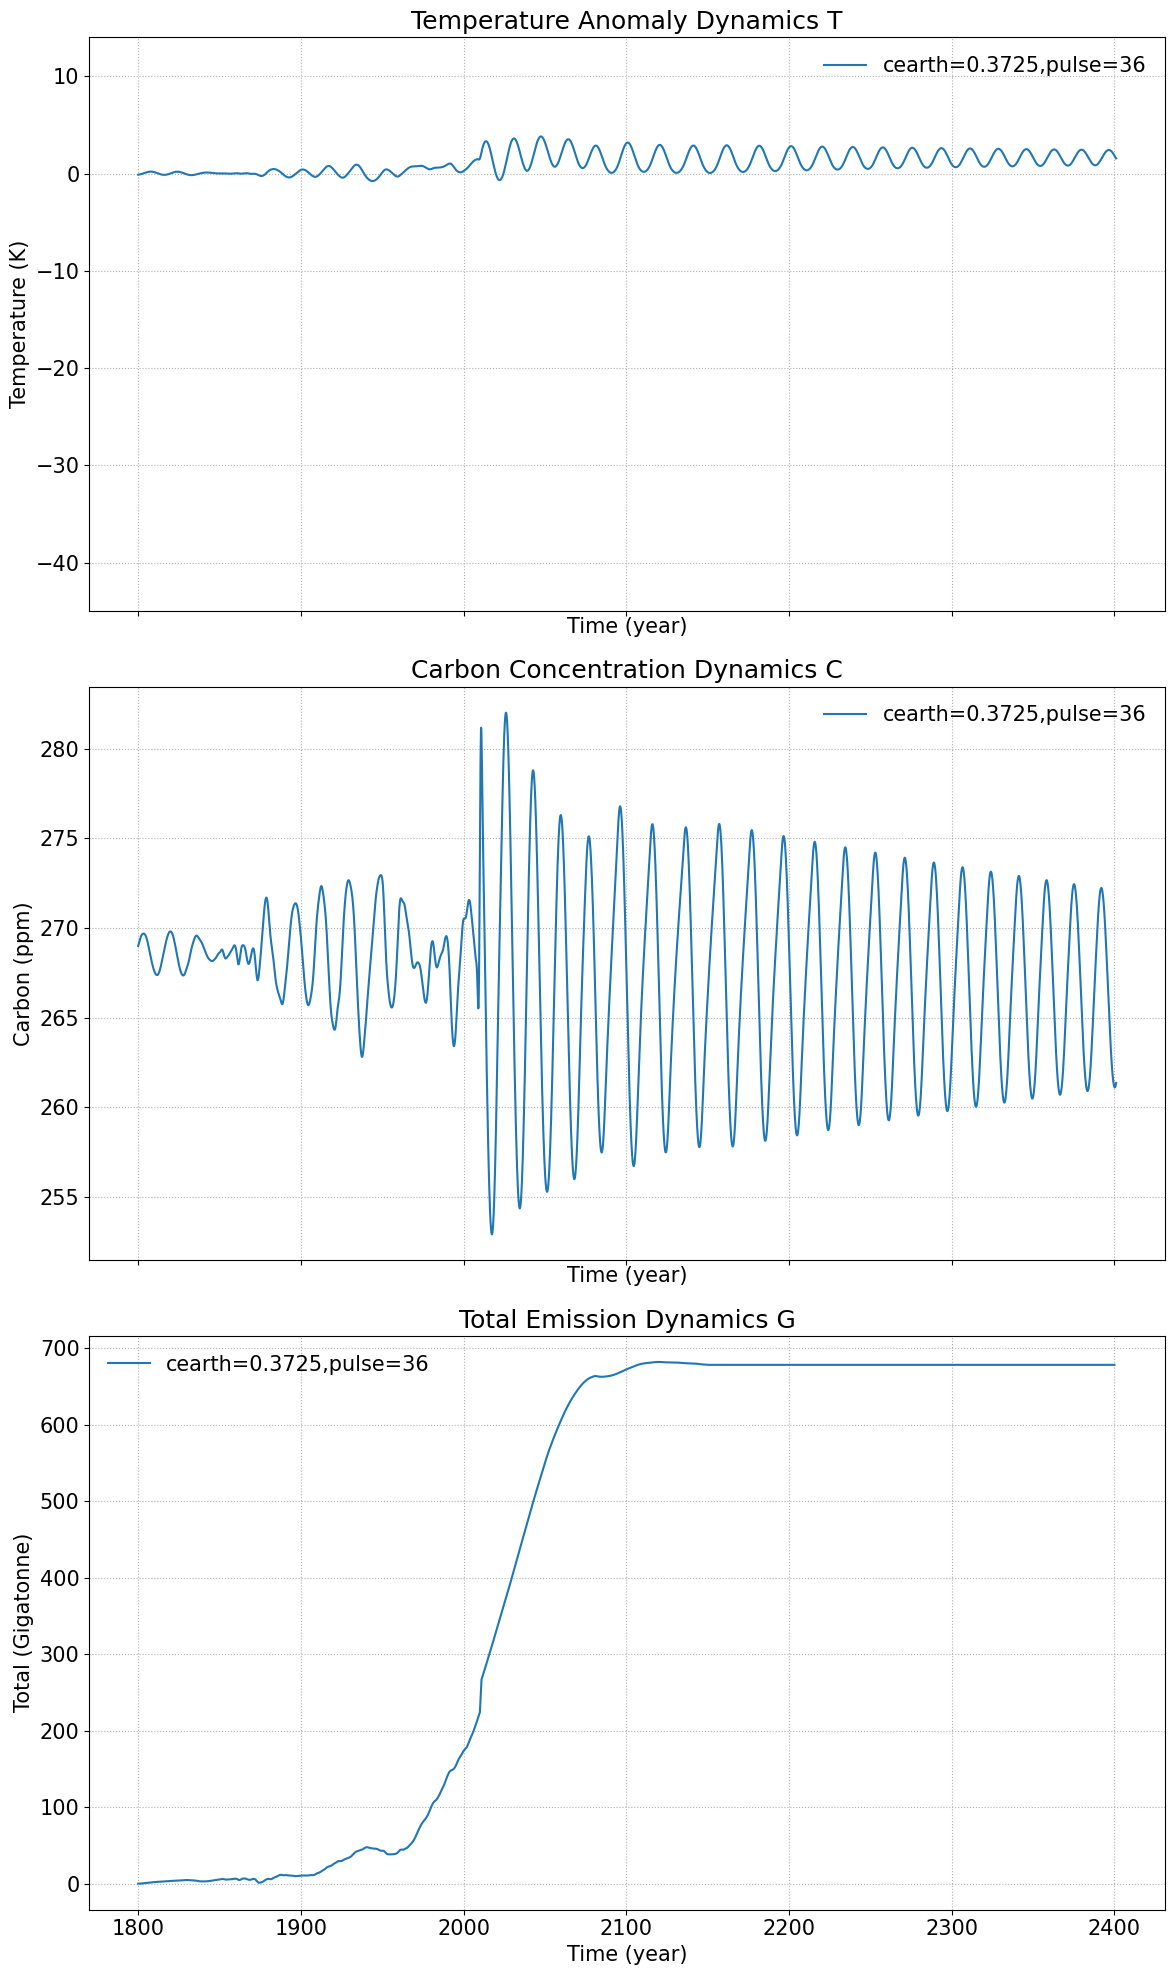 Temperature Anomaly Dynamics T
cearth=0.3725,pulse=36
10
0
−10
−20
−30
−40
Temperature (K)
Time (year)
Carbon Concentration Dynamics C
cearth=0.3725,pulse=36
280
275
270
265
260
255
Carbon (ppm)
Time (year)
Total Emission Dynamics G
cearth=0.3725,pulse=36
700
600
500
400
300
200
100
0
Total (Gigatonne)
1800 1900 2000 2100 2200 2300 2400
Time (year)